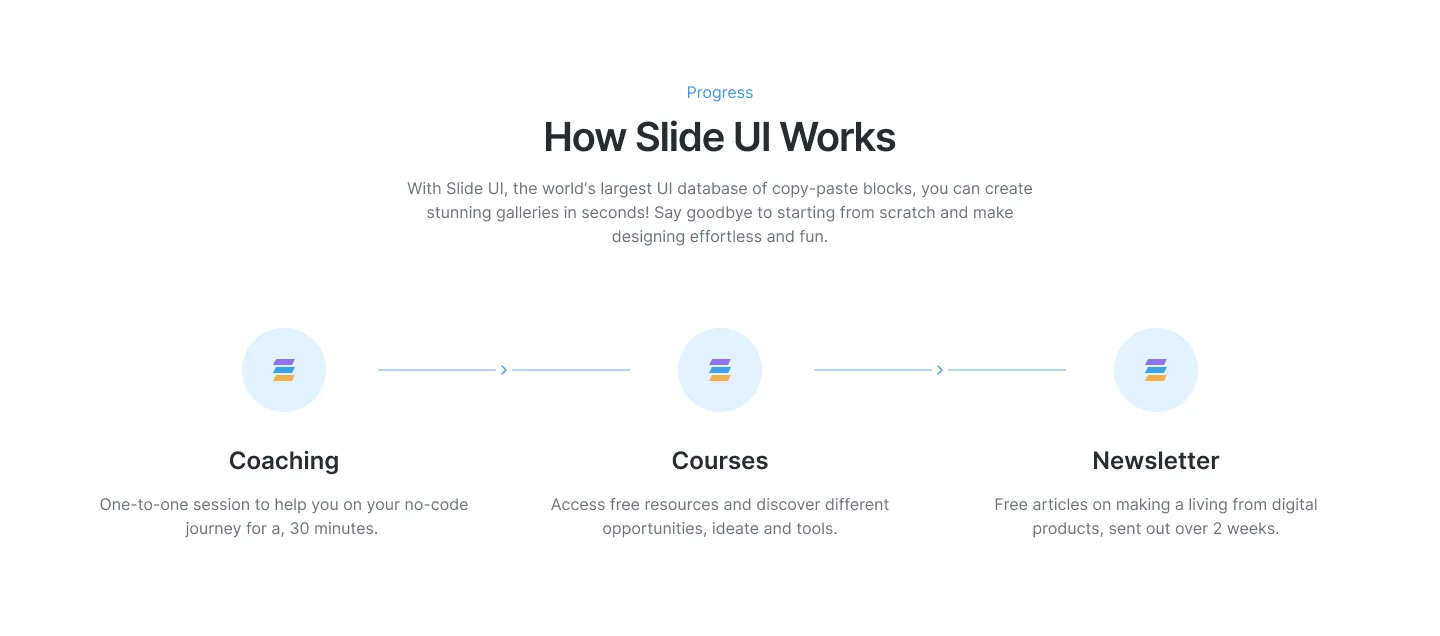 Progress
How Slide UI Works
With Slide UI, the world's largest UI database of copy-paste blocks, you can create
stunning galleries in seconds! Say goodbye to starting from scratch and make
designing effortless and fun.
Coaching
One-to-one session to help you on your no-code
journey for a, 30 minutes.
Courses
Access free resources and discover different
opportunities, ideate and tools.
Newsletter
Free articles on making a living from digital
products, sent out over 2 weeks.